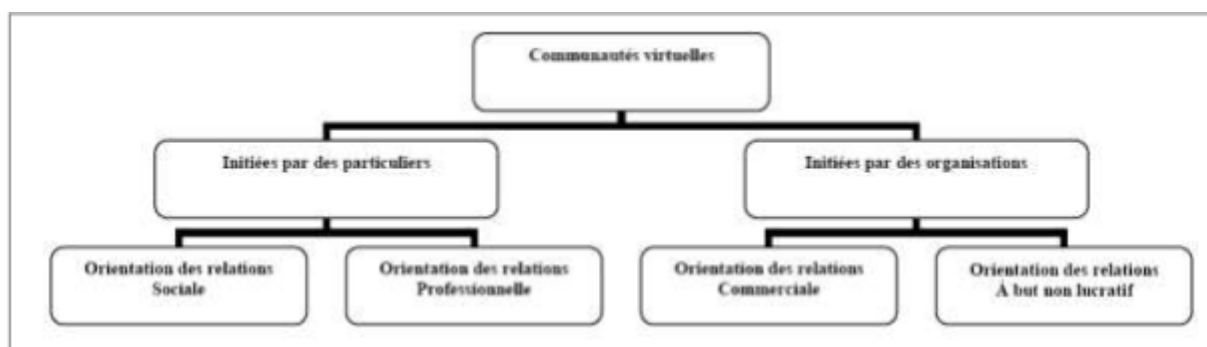 Communautés virtuelles
Initiées par des particuliers
Initiées par des organisations
Orientation des relations
Sociale
Orientation des relations
Professionnelle
Orientation des relations
Commerciale
Orientation des relations
À but non lucratif